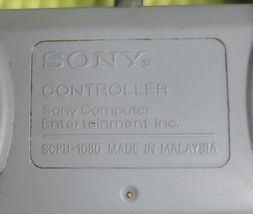 SONY®
CONTROLLER
Sony Computer
Entertainment Inc.
SCPH-1080 MADE IN MALAYSIA